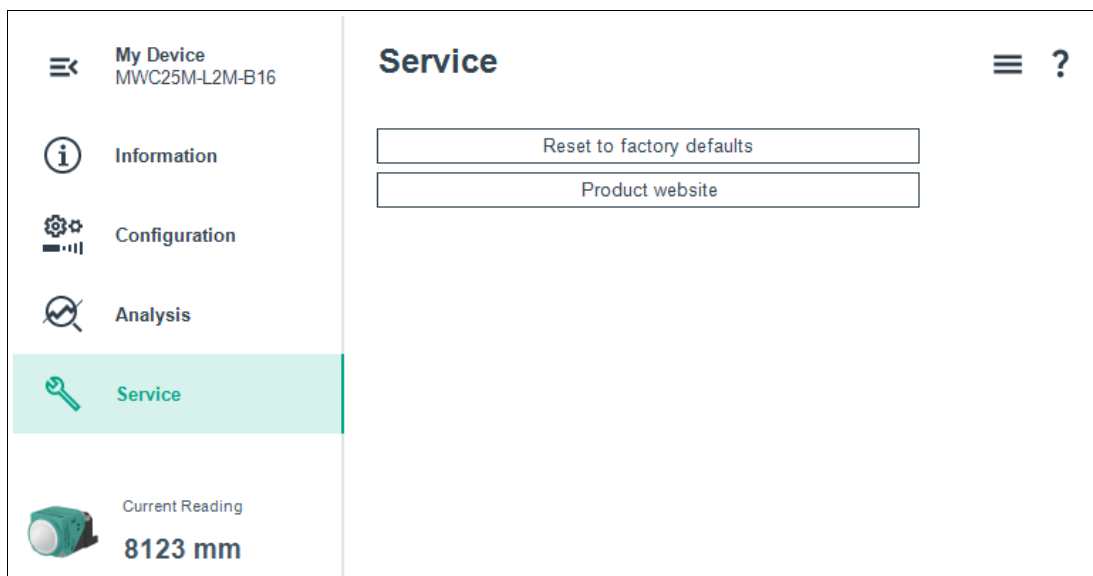 My Device
MWC25M-L2M-B16
Information
Configuration
Analysis
Service
Current Reading
8123 mm
Service
?
Reset to factory defaults
Product website